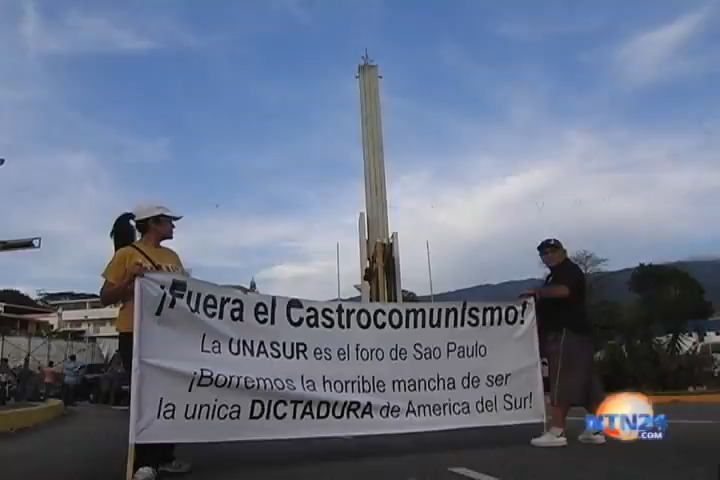 ¡Fuera el CastrocomunIsmo!
La UNASUR es el foro de Sao Paulo
¡Borremos la horrible mancha de ser
la unica DICTADURA de America del Sur!
NTN24
.COM